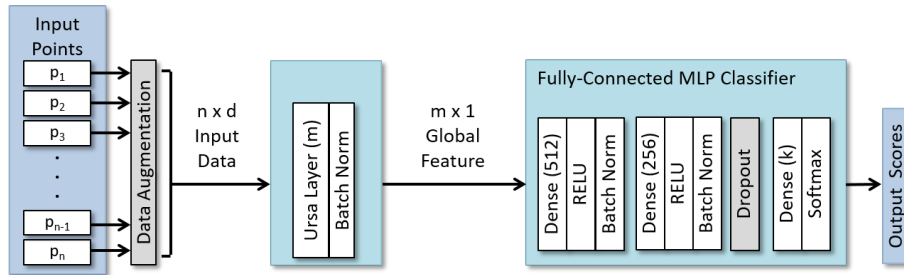 Input
Points
p1
p2
p3
.
.
.
.
pn-1
pn
Data Augmentation
n x d
Input
Data
Ursa Layer (m)
Batch Norm
m x 1
Global
Feature
Fully-Connected MLP Classifier
Dense (512)
RELU
Batch Norm
Dense (256)
RELU
Batch Norm
Dropout
Dense (k)
Softmax
Output Scores